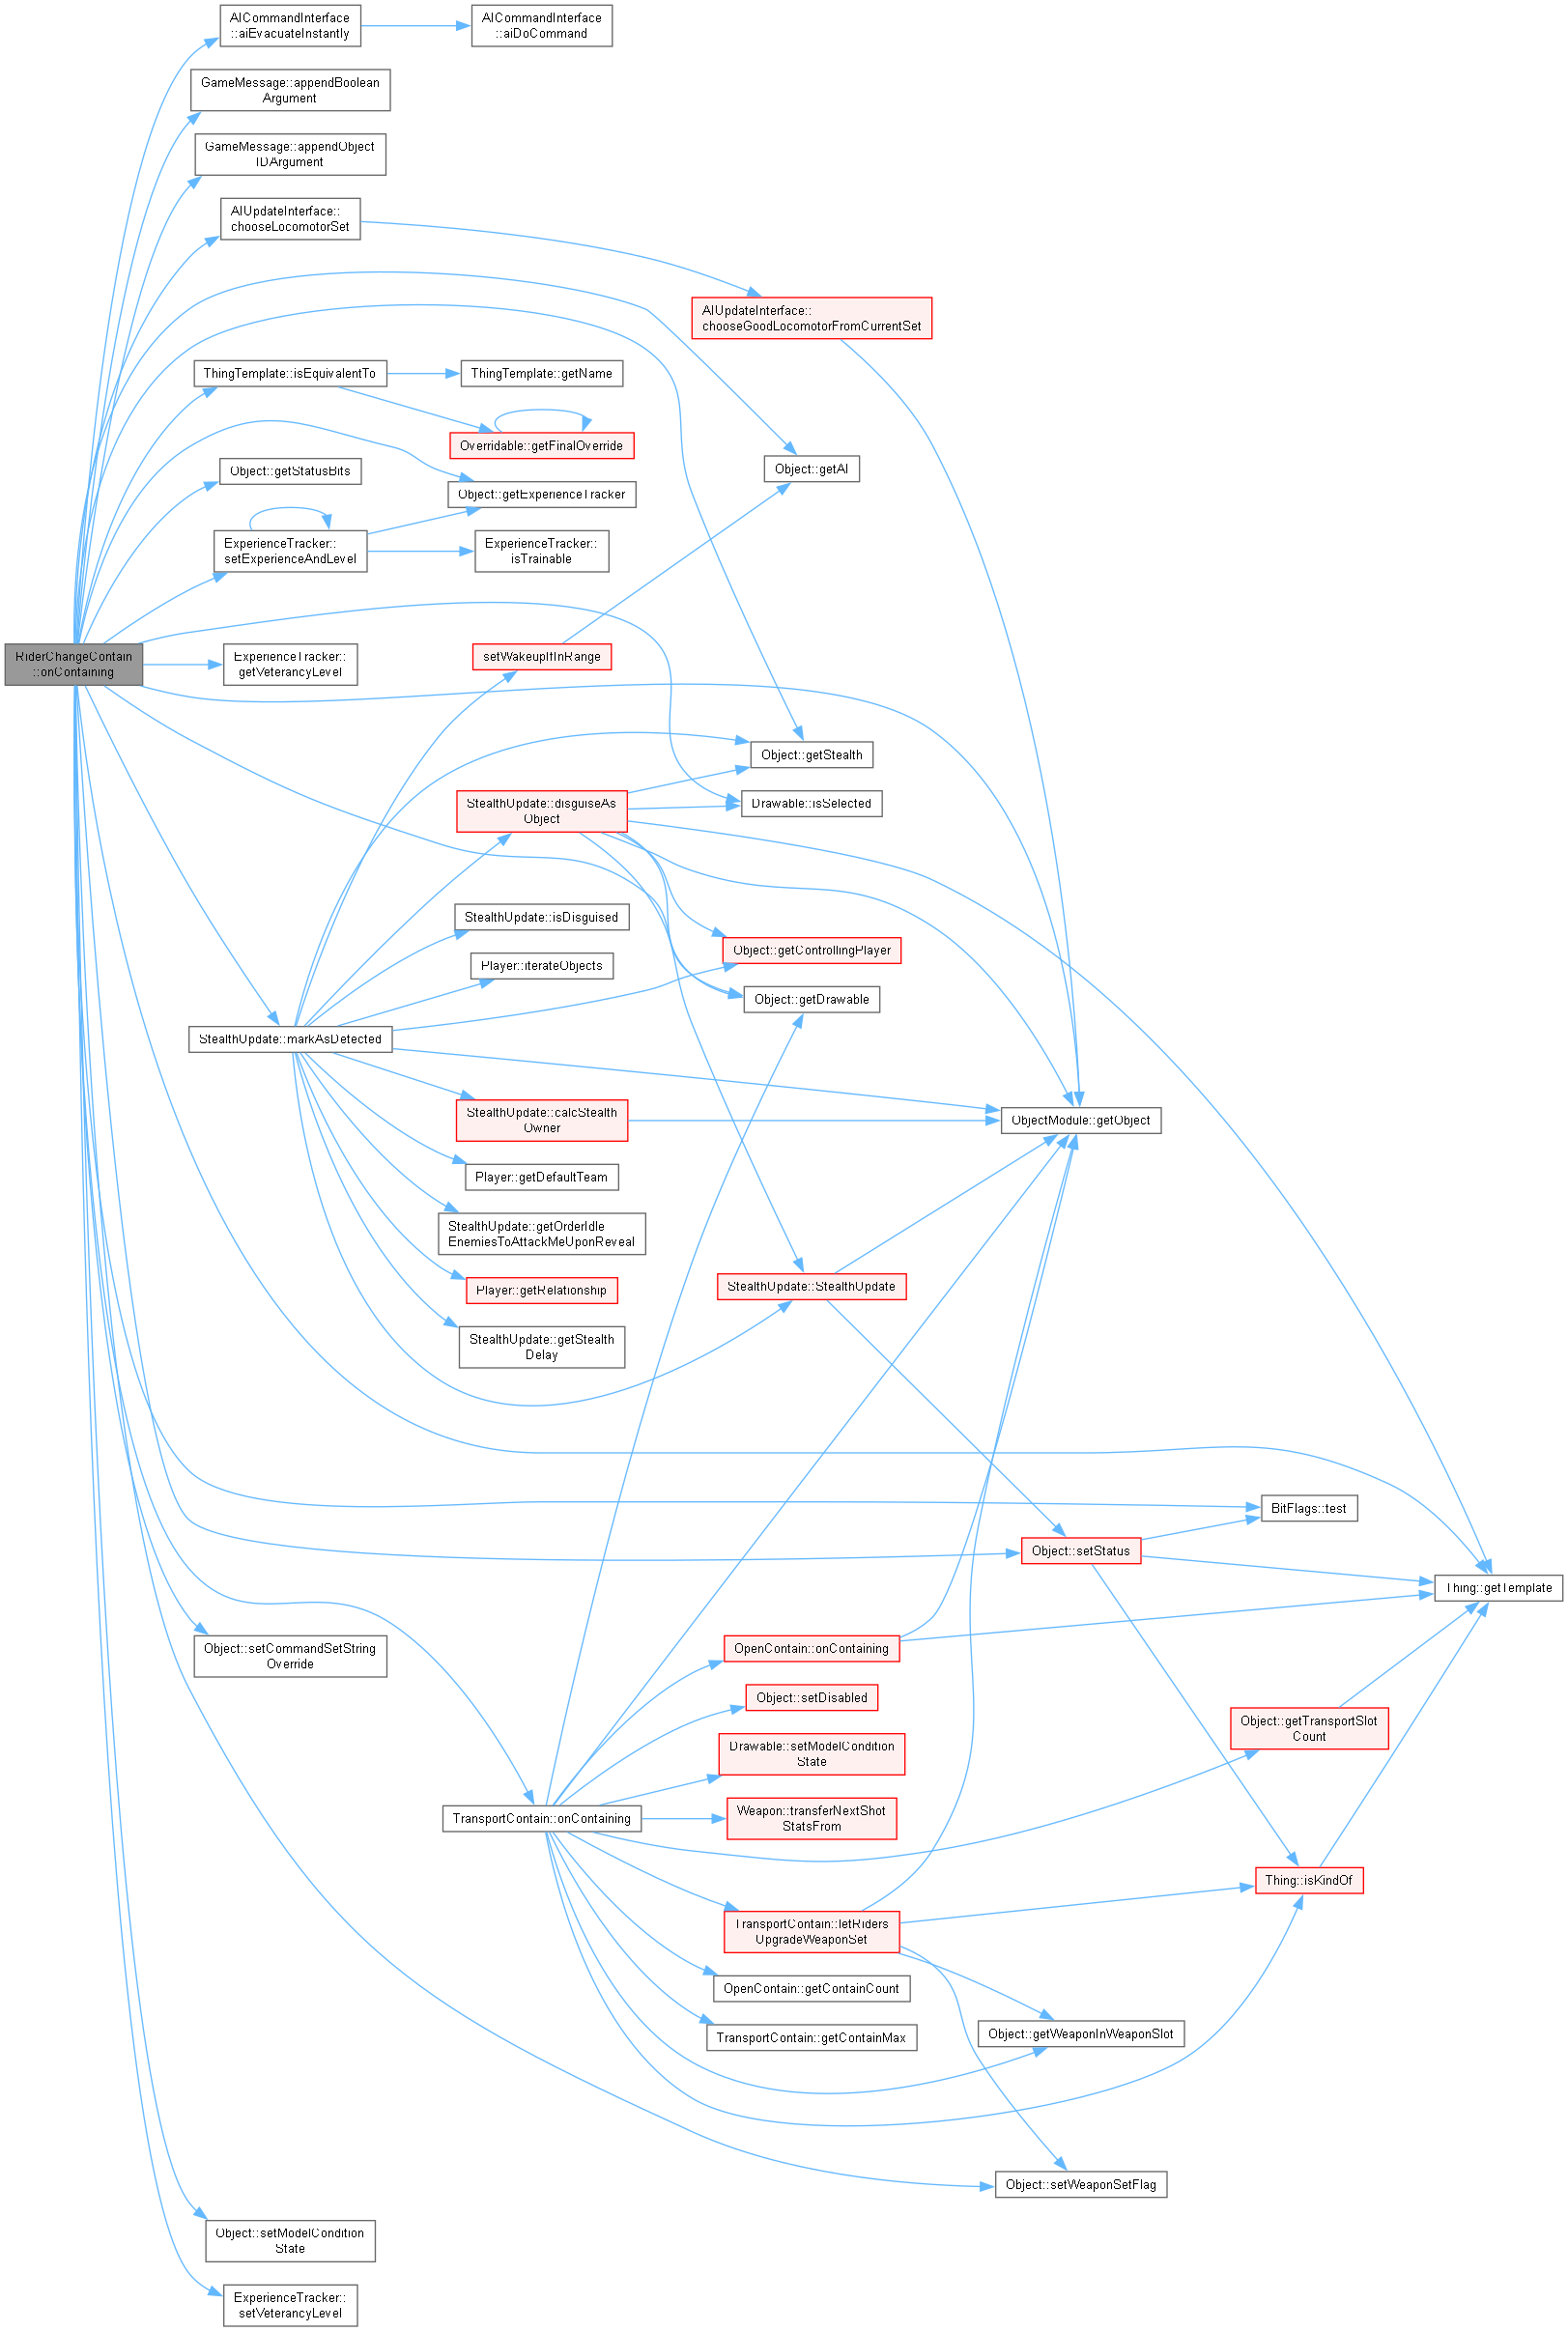 AICommandInterface
::aiEvacuateInstantly
AICommandInterface
::aiDoCommand
GameMessage::appendBoolean
Argument
GameMessage::appendObject
IDArgument
AIUpdateInterface::
chooseLocomotorSet
AIUpdateInterface::
chooseGoodLocomotorFromCurrentSet
ThingTemplate::isEquivalentTo
ThingTemplate::getName
Overridable::getFinalOverride
Object::getStatusBits
Object::getAI
Object::getExperienceTracker
ExperienceTracker::
setExperienceAndLevel
ExperienceTracker::
isTrainable
RiderChangeContain
::onContaining
ExperienceTracker::
getVeterancyLevel
setWakeupIfInRange
Object::getStealth
StealthUpdate::disguiseAs
Object
Drawable::isSelected
StealthUpdate::isDisguised
Object::getControllingPlayer
Player::iterateObjects
Object::getDrawable
StealthUpdate::markAsDetected
StealthUpdate::calcStealth
Owner
ObjectModule::getObject
Player::getDefaultTeam
StealthUpdate::getOrderIdle
EnemiesToAttackMeUponReveal
Player::getRelationship
StealthUpdate::StealthUpdate
StealthUpdate::getStealth
Delay
BitFlags::test
Object::setStatus
Thing::getTemplate
Object::setCommandSetString
Override
OpenContain::onContaining
Object::setDisabled
Object::getTransportSlot
Count
Drawable::setModelCondition
State
TransportContain::onContaining
Weapon::transferNextShot
StatsFrom
Thing::isKindOf
TransportContain::letRiders
UpgradeWeaponSet
OpenContain::getContainCount
TransportContain::getContainMax
Object::getWeaponInWeaponSlot
Object::setWeaponSetFlag
Object::setModelCondition
State
ExperienceTracker::
setVeterancyLevel